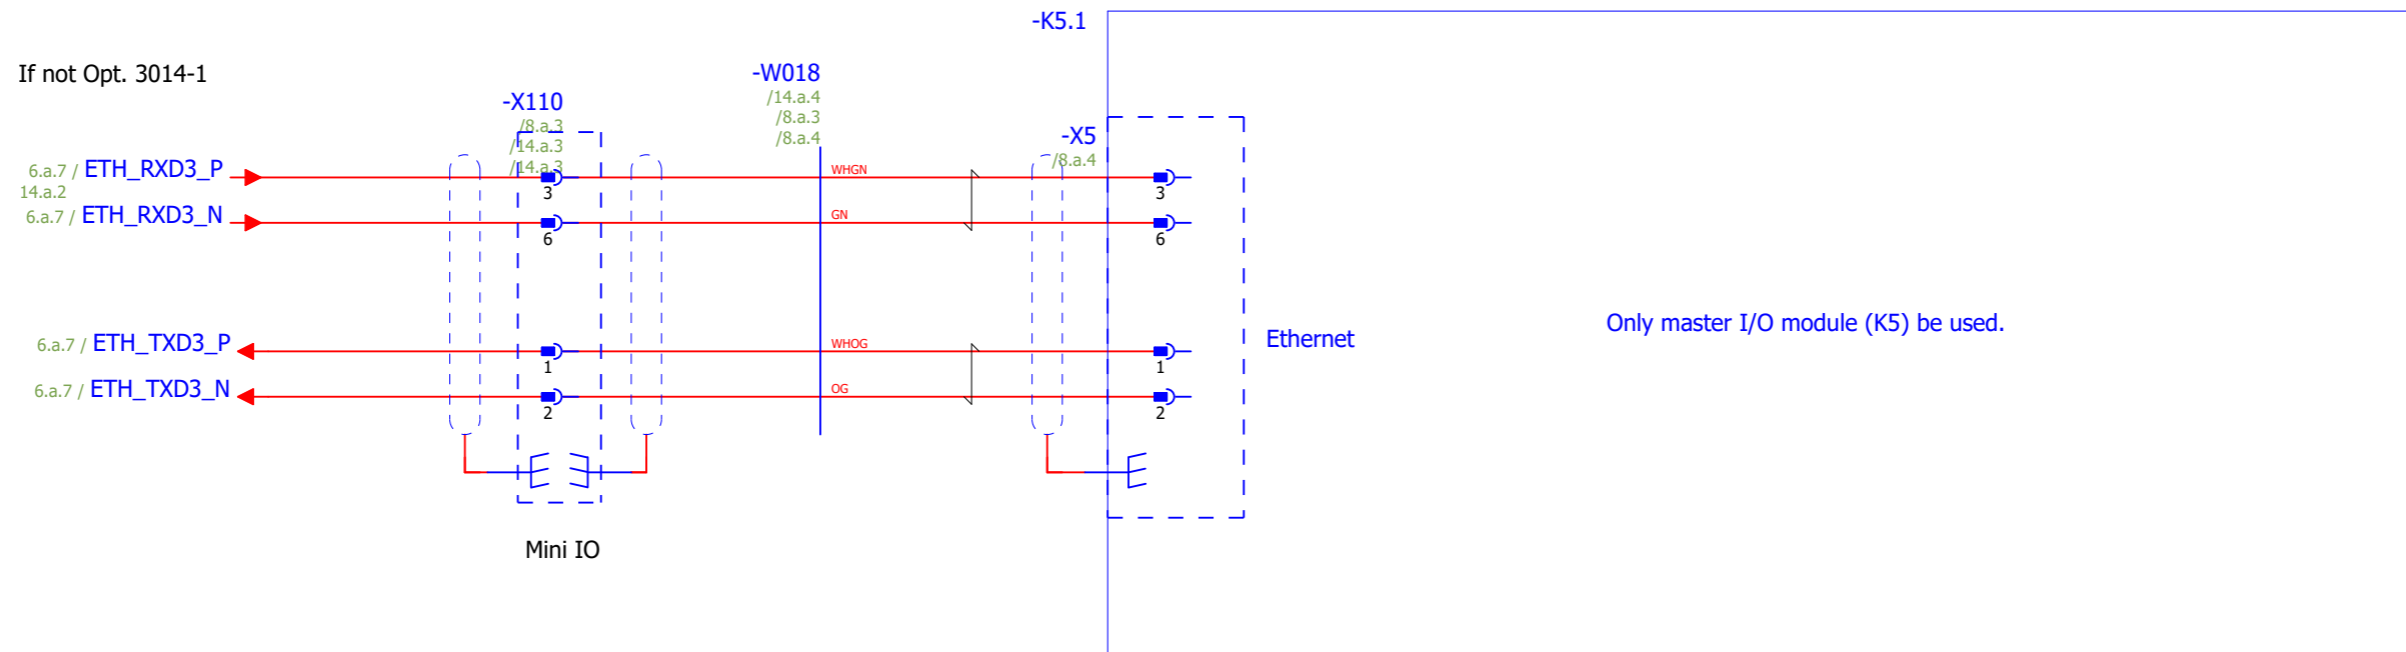 -K5.1
If not Opt. 3014-1
-W018
/14.a.4
/8.a.3
/8.a.4
-X110
/8.a.3
/14.a.3
/14.a.3
-X5
/8.a.4
6.a.7 / ETH_RXD3_P
14.a.2
WHGN
3
3
6.a.7 / ETH_RXD3_N
GN
6
6
Only master I/O module (K5) be used.
Ethernet
6.a.7 / ETH_TXD3_P
WHOG
1
1
6.a.7 / ETH_TXD3_N
OG
2
2
Mini IO